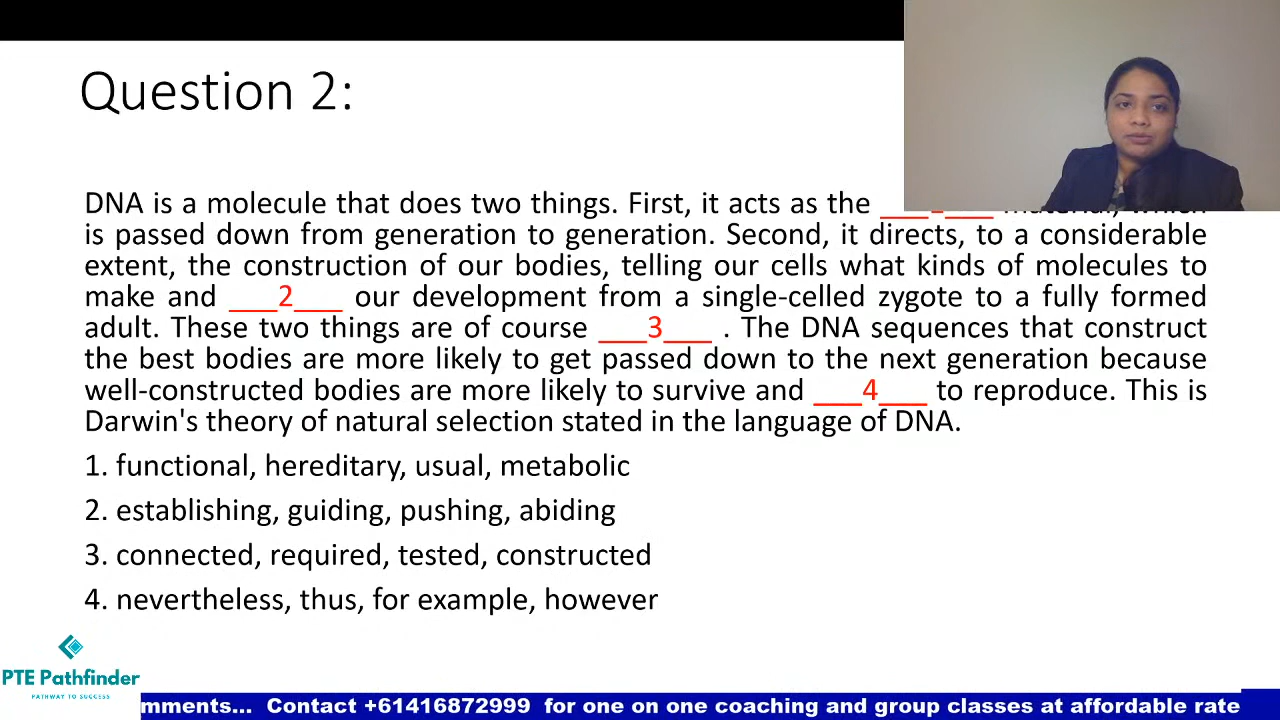 Question 2:
DNA is a molecule that does two things. First, it acts as the
is passed down from generation to generation. Second, it directs, to a considerable
extent, the construction of our bodies, telling our cells what kinds of molecules to
make and ___2___ our development from a single-celled zygote to a fully formed
adult. These two things are of course ___3___ . The DNA sequences that construct
the best bodies are more likely to get passed down to the next generation because
well-constructed bodies are more likely to survive and ___4___ to reproduce. This is
Darwin's theory of natural selection stated in the language of DNA.
1. functional, hereditary, usual, metabolic
2. establishing, guiding, pushing, abiding
3. connected, required, tested, constructed
4. nevertheless, thus, for example, however
PTE Pathfinder
PATHWAY TO SUCCESS
mments... Contact +61416872999 for one on one coaching and group classes at affordable rate